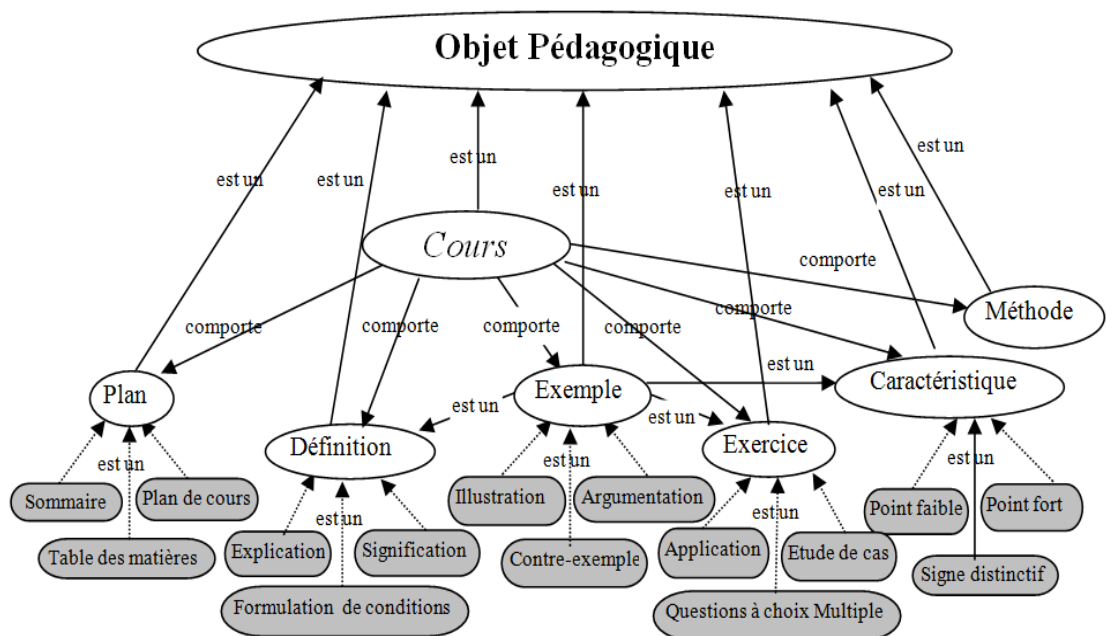 Objet Pédagogique
est un
est un
est un
est un
est un
est un
est un
Cours
comporte
Méthode
comporte
comporte
comporte
comporte
comporte
est un
Plan
Exemple
Caractéristique
est un
est un
Définition
Exercice
est un
est un
est un
Sommaire
Plan de cours
Illustration
Argumentation
Point faible
Point fort
est un
est un
Table des matières
Explication
Signification
Contre-exemple
Application
Etude de cas
Signe distinctif
Formulation de conditions
Questions à choix Multiple